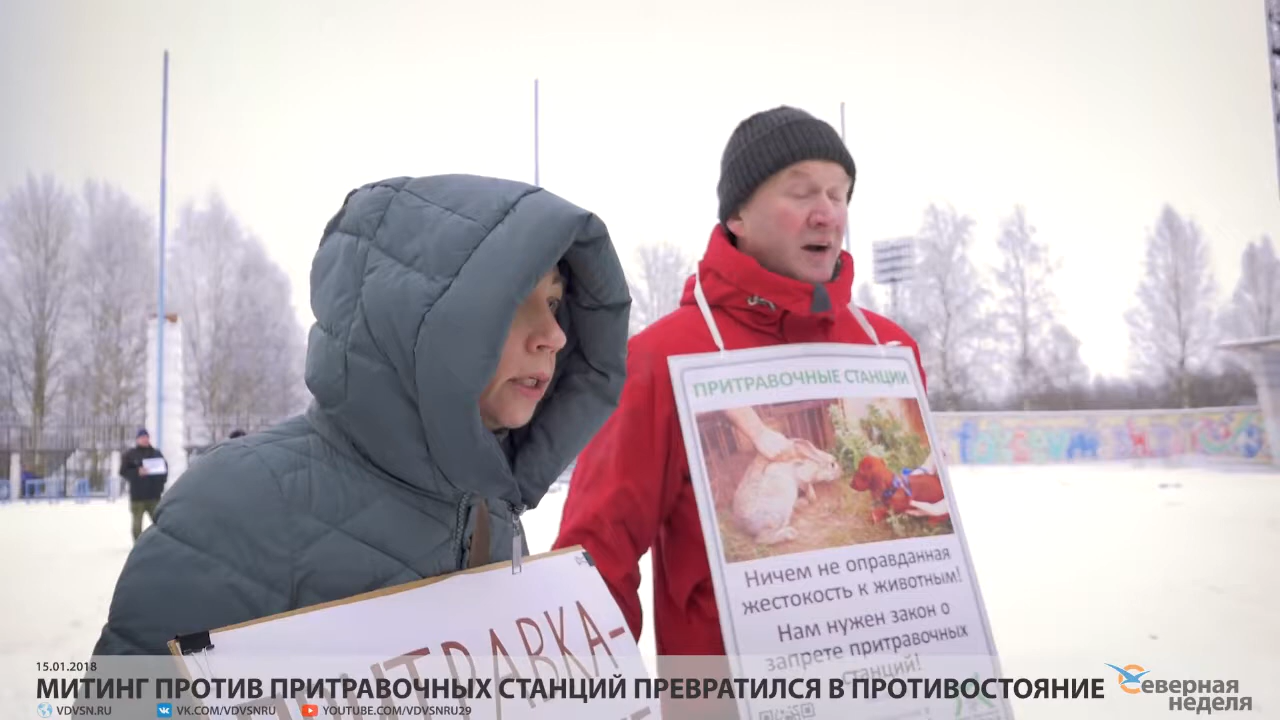 ПРИТРАВОЧНЫЕ СТАНЦИИ
Ничем не оправданная
жестокость к животным!
Нам нужен закон о
запрете притравочных
станций!
ТРАВКА-
15.01.2018
МИТИНГ ПРОТИВ ПРИТРАВОЧНЫХ СТАНЦИЙ ПРЕВРАТИЛСЯ В ПРОТИВОСТОЯНИЕ
VDVSN.RU VK.COM/VDVSNRU YOUTUBE.COM/VDVSNRU29
Северная
неделя